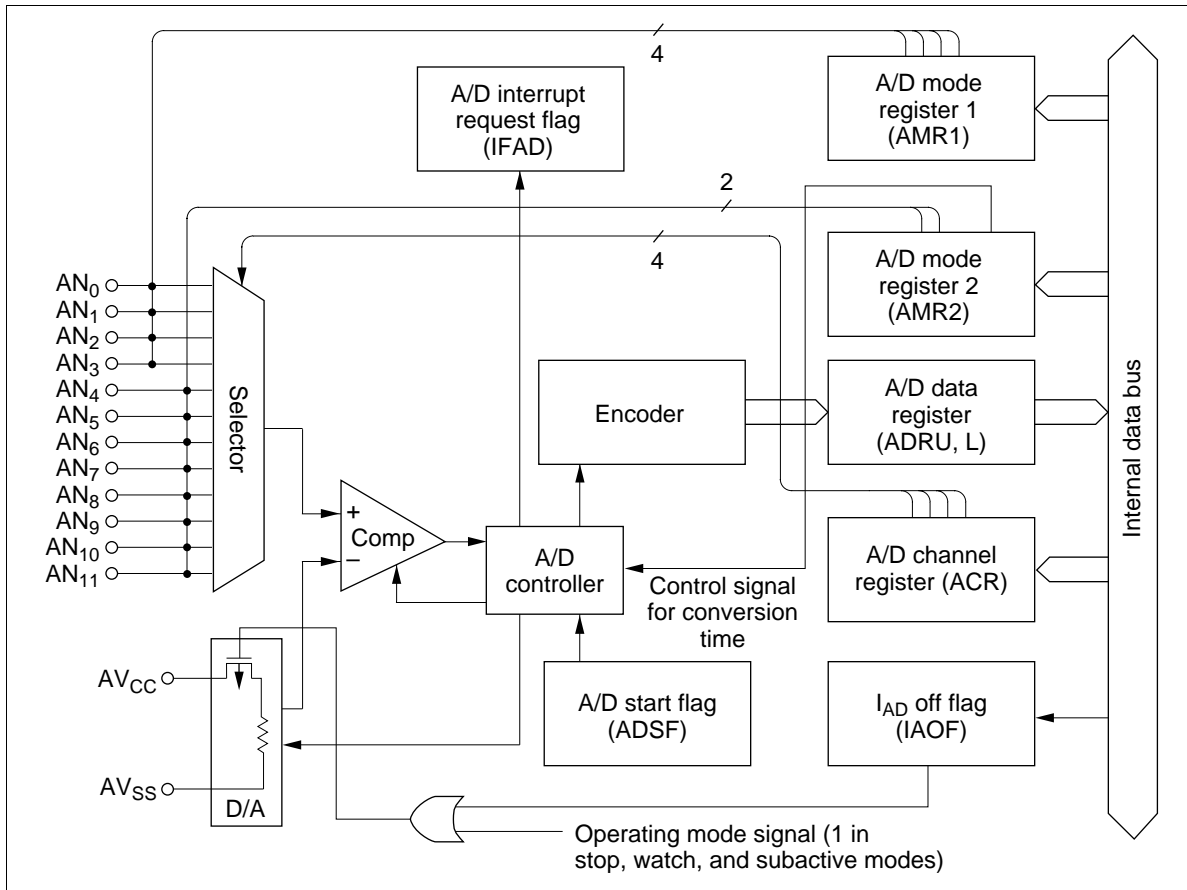 4
A/D interrupt
request flag
(IFAD)
A/D mode
register 1
(AMR1)
2
4
A/D mode
register 2
(AMR2)
AN0
AN1
AN2
AN3
AN4
AN5
AN6
AN7
AN8
AN9
AN10
AN11
Selector
Encoder
A/D data
register
(ADRU, L)
Internal data bus
+
Comp
−
A/D
controller
Control signal
for conversion
time
A/D channel
register (ACR)
AVCC
AVSS
D/A
A/D start flag
(ADSF)
IAD off flag
(IAOF)
Operating mode signal (1 in
stop, watch, and subactive modes)